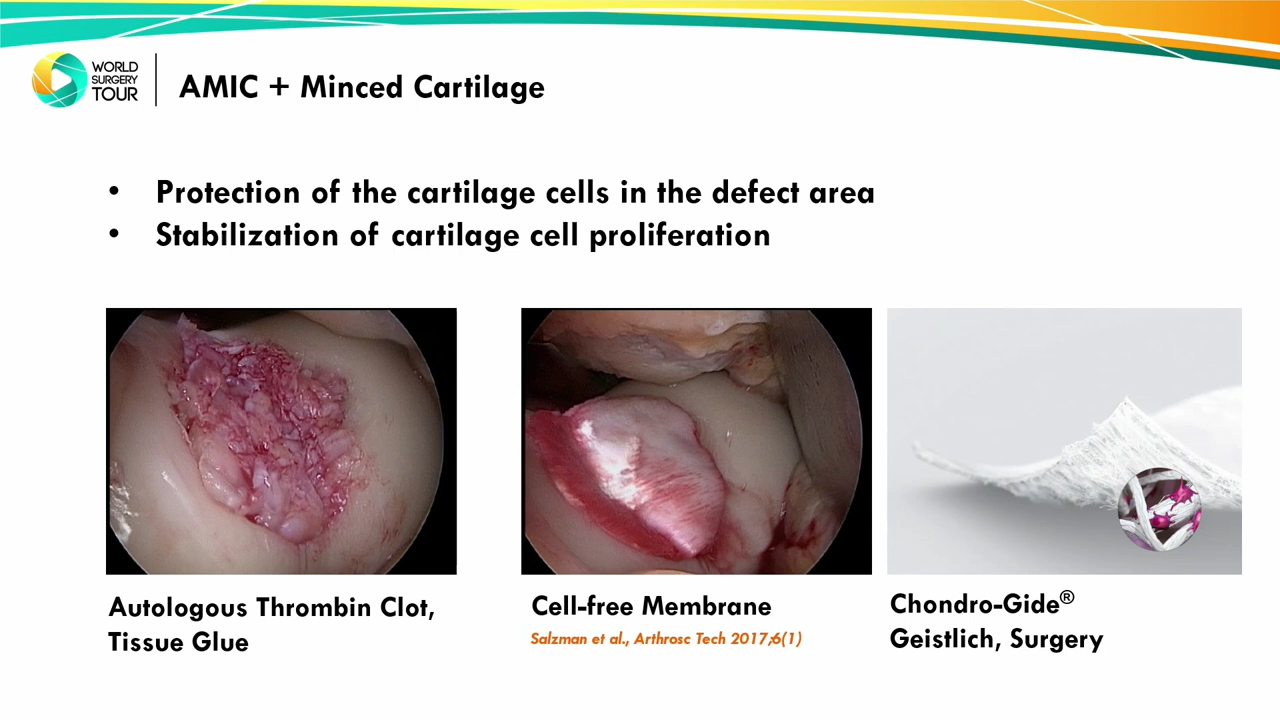 WORLD
SURGERY
TOUR
AMIC + Minced Cartilage
• Protection of the cartilage cells in the defect area
• Stabilization of cartilage cell proliferation
Autologous Thrombin Clot,
Tissue Glue
Cell-free Membrane
Salzman et al., Arthrosc Tech 2017;6(1)
Chondro-Gide®
Geistlich, Surgery